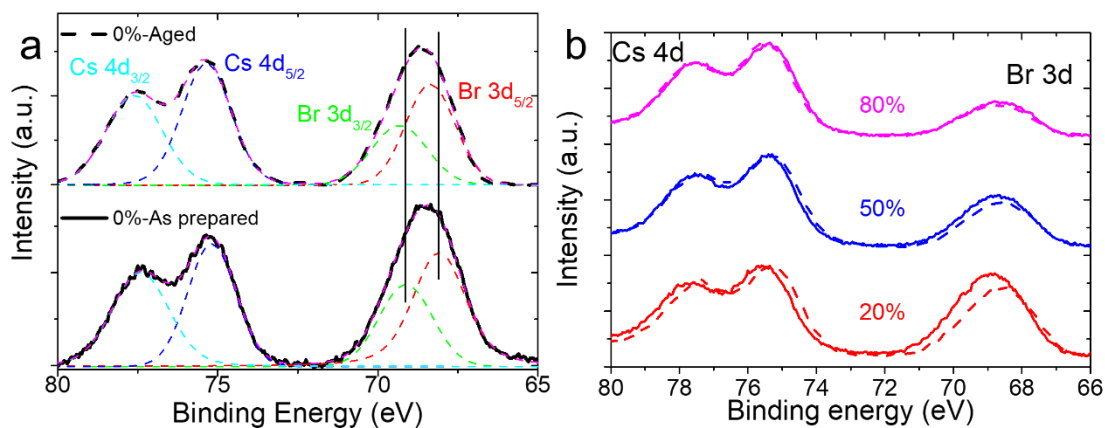 a
0%-Aged
Cs 4d3/2
Cs 4d5/2
Br 3d3/2
Br 3d5/2
0%-As prepared
Intensity (a.u.)
80 75 70 65
Binding Energy (eV)
b
Cs 4d
Br 3d
80%
50%
20%
Intensity (a.u.)
80 78 76 74 72 70 68 66
Binding energy (eV)